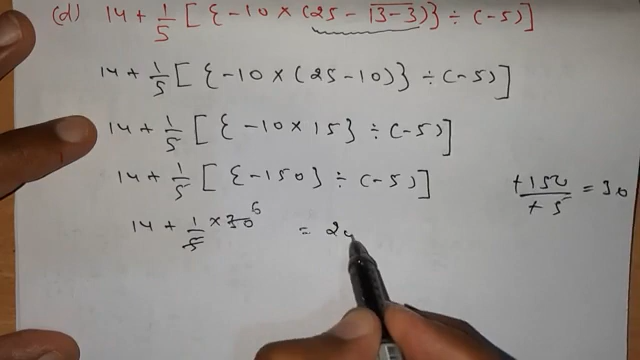 (d) 14 + 1/5 [ { -10 × (25 - 13-3) } ÷ (-5) ]
14 + 1/5 [ { -10 × (25 - 10) } ÷ (-5) ]
14 + 1/5 [ { -10 × 15 } ÷ (-5) ]
14 + 1/5 [ { -150 } ÷ (-5) ]
+150/+5 = 30
14 + 1/5 × 30 6 = 2